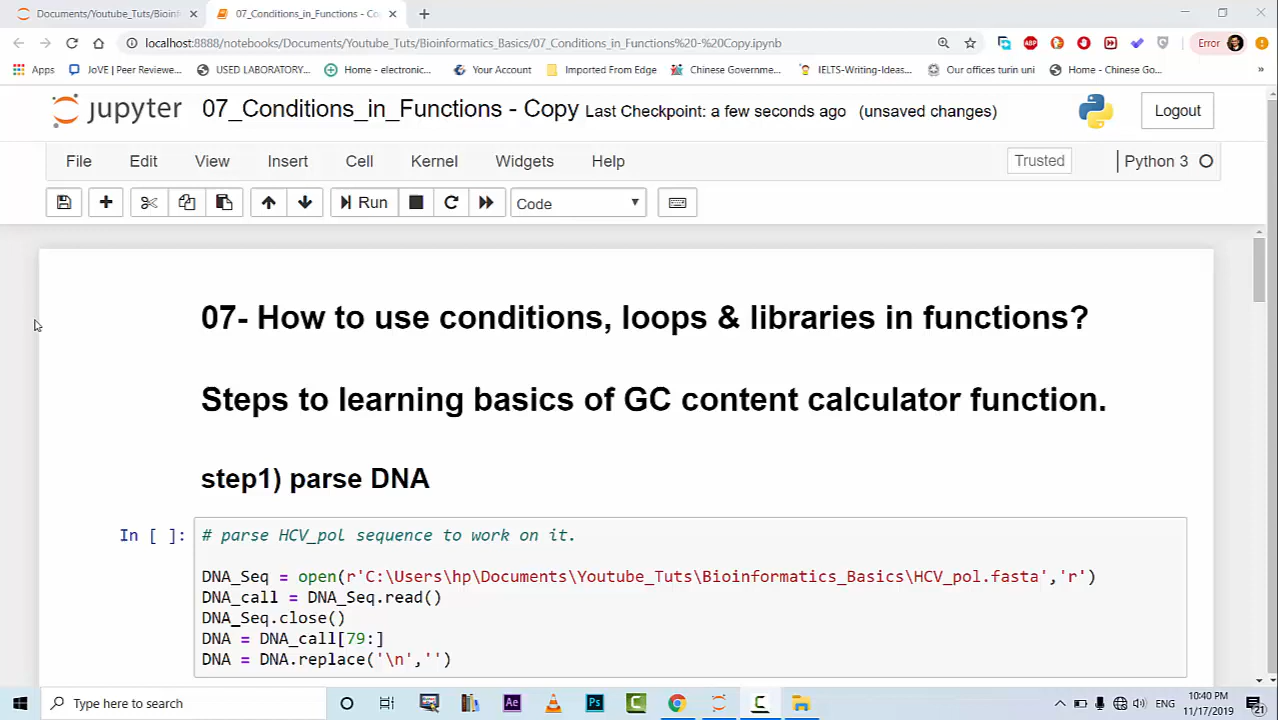 Documents/Youtube_Tuts/Bioinf
07_Conditions_in_Functions - Co
localhost:8888/notebooks/Documents/Youtube_Tuts/Bioinformatics_Basics/07_Conditions_in_Functions%20-%20Copy.ipynb
ABP
Error
Apps
JoVE | Peer Reviewe...
USED LABORATORY...
Home - electronic...
Your Account
Imported From Edge
Chinese Governme...
IELTS-Writing-Ideas...
Our offices turin uni
Home - Chinese Go...
»
jupyter
07_Conditions_in_Functions - Copy Last Checkpoint: a few seconds ago (unsaved changes)
Logout
File Edit View Insert Cell Kernel Widgets Help
Trusted
Python 3
Run
Code
07- How to use conditions, loops & libraries in functions?
Steps to learning basics of GC content calculator function.
step1) parse DNA
In [ ]:
# parse HCV_pol sequence to work on it.
DNA_Seq = open(r'C:\Users\hp\Documents\Youtube_Tuts\Bioinformatics_Basics\HCV_pol.fasta','r')
DNA_call = DNA_Seq.read()
DNA_Seq.close()
DNA = DNA_call[79:]
DNA = DNA.replace('\n','')
Type here to search
Ae
Ps
C
C
ENG
10:40 PM
11/17/2019
21